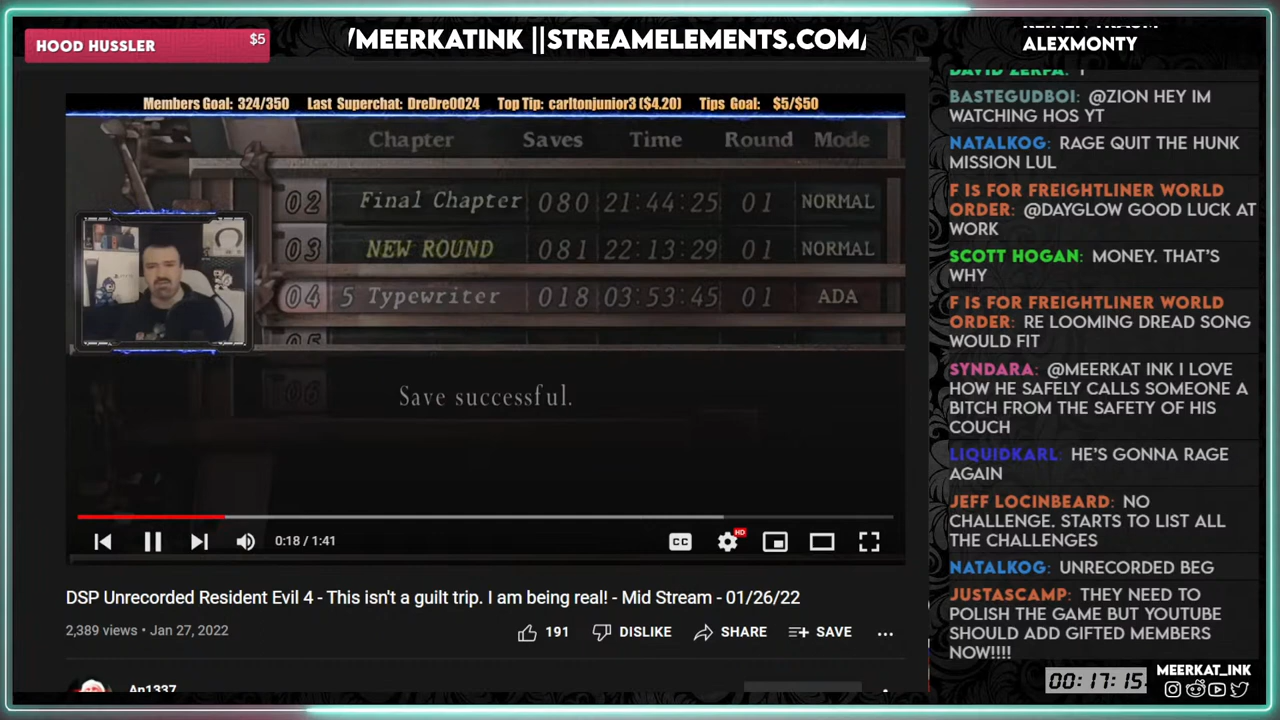 HOOD HUSSLER
$5
/MEERKATINK ||STREAMELEMENTS.COM/
ALEXMONTY
DAVID ZERPA:
BASTEGUDBOI: @ZION HEY IM
WATCHING HOS YT
NATALKOG: RAGE QUIT THE HUNK
MISSION LUL
F IS FOR FREIGHTLINER WORLD
ORDER: @DAYGLOW GOOD LUCK AT
WORK
SCOTT HOGAN: MONEY. THAT'S
WHY
F IS FOR FREIGHTLINER WORLD
ORDER: RE LOOMING DREAD SONG
WOULD FIT
SYNDARA: @MEERKAT INK I LOVE
HOW HE SAFELY CALLS SOMEONE A
BITCH FROM THE SAFETY OF HIS
COUCH
LIQUIDKARL: HE'S GONNA RAGE
AGAIN
JEFF LOCINBEARD: NO
CHALLENGE. STARTS TO LIST ALL
THE CHALLENGES
NATALKOG: UNRECORDED BEG
JUSTASCAMP: THEY NEED TO
POLISH THE GAME BUT YOUTUBE
SHOULD ADD GIFTED MEMBERS
NOW!!!!
Members Goal: 324/350 Last Superchat: DreDre0024 Top Tip: carltonjunior3 ($4.20) Tips Goal: $5/$50
Chapter Saves Time Round Mode
02 Final Chapter 080 21:44:25 01 NORMAL
03 NEW ROUND 081 22:13:29 01 NORMAL
04 5 Typewriter 018 03:53:45 01 ADA
05
06
Save successful.
0:18 / 1:41
CC
HD
DSP Unrecorded Resident Evil 4 - This isn't a guilt trip. I am being real! - Mid Stream - 01/26/22
2,389 views • Jan 27, 2022
191 DISLIKE SHARE SAVE
An1337
00:17:15
MEERKAT_INK